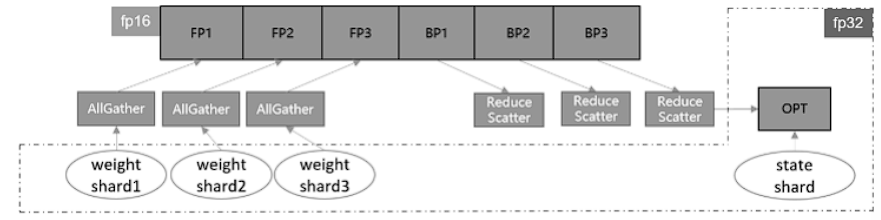 fp16
fp32
FP1
FP2
FP3
BP1
BP2
BP3
AllGather
AllGather
AllGather
Reduce
Scatter
Reduce
Scatter
Reduce
Scatter
OPT
weight
shard1
weight
shard2
weight
shard3
state
shard